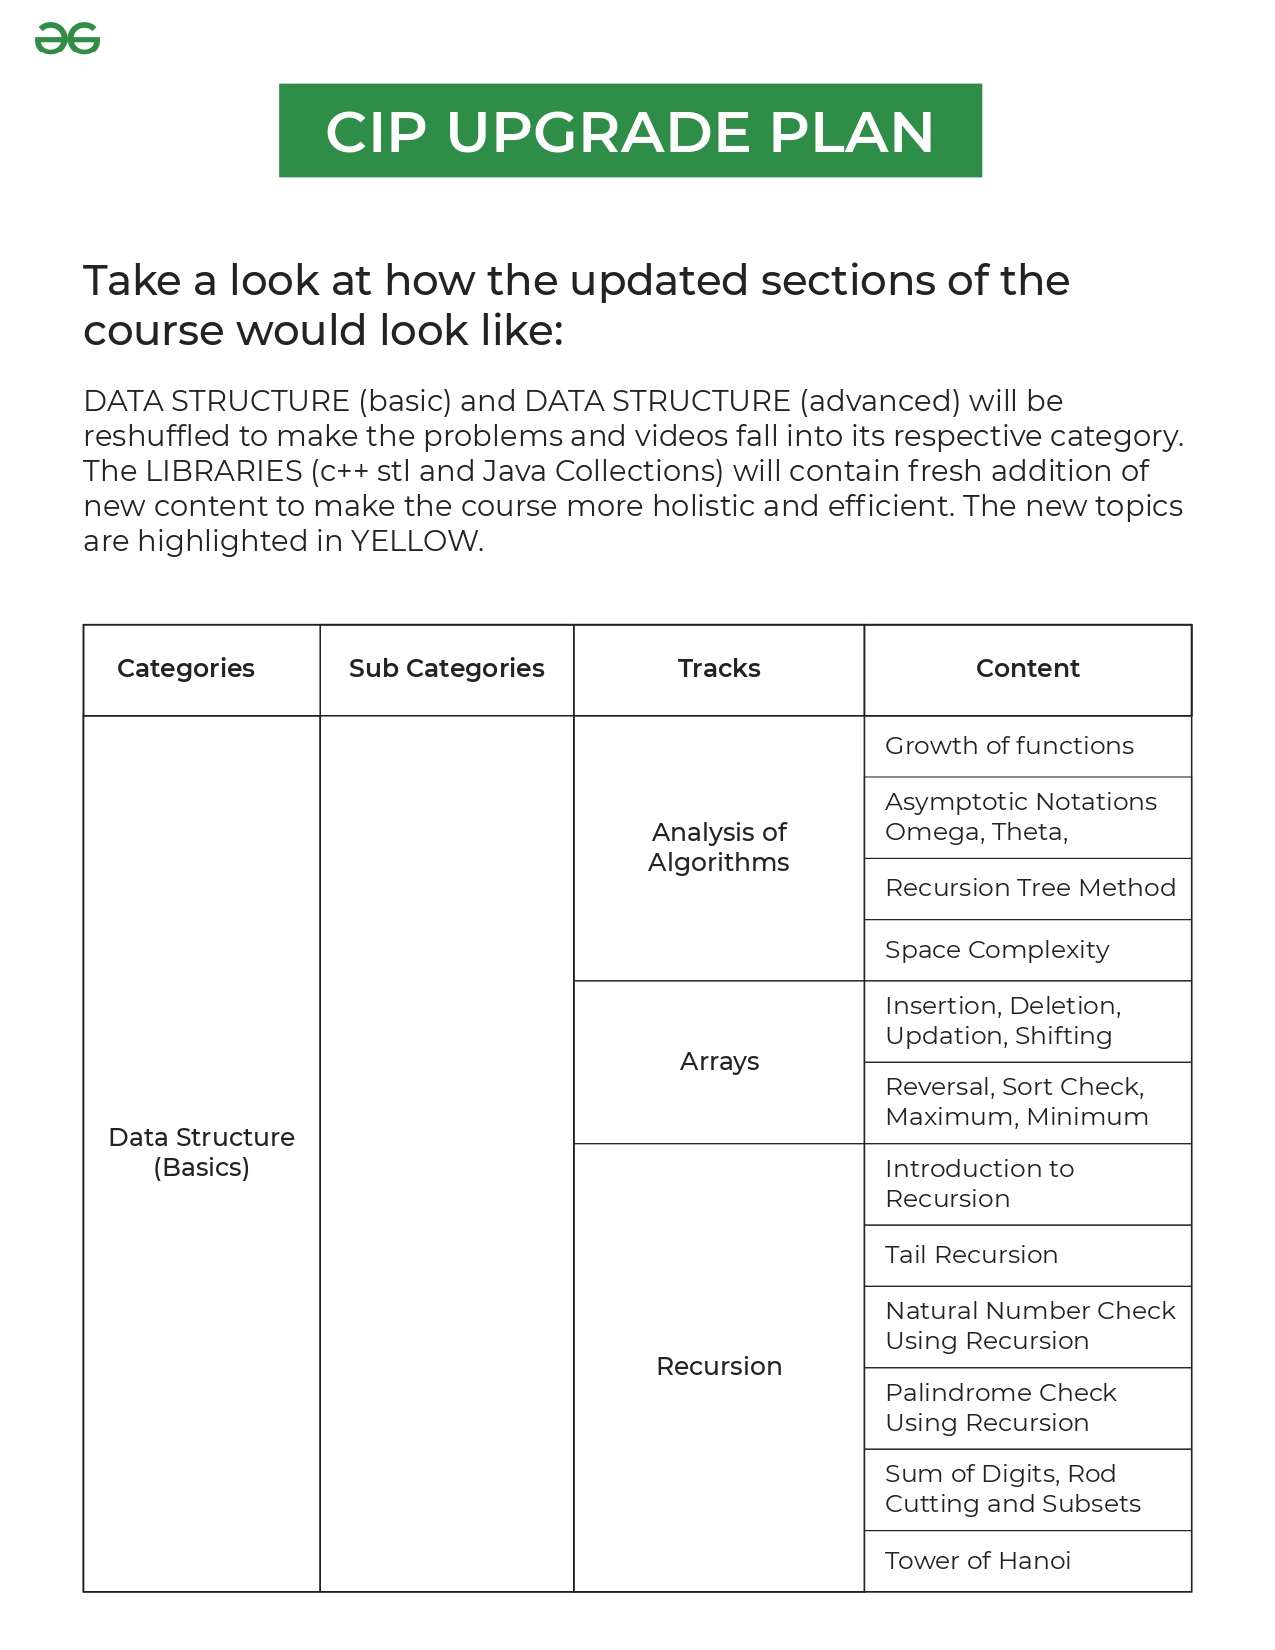 CIP UPGRADE PLAN
Take a look at how the updated sections of the
course would look like:
DATA STRUCTURE (basic) and DATA STRUCTURE (advanced) will be
reshuffled to make the problems and videos fall into its respective category.
The LIBRARIES (c++ stl and Java Collections) will contain fresh addition of
new content to make the course more holistic and efficient. The new topics
are highlighted in YELLOW.
Categories
Sub Categories
Tracks
Content
Data Structure
(Basics)
Analysis of
Algorithms
Growth of functions
Asymptotic Notations
Omega, Theta,
Recursion Tree Method
Space Complexity
Arrays
Insertion, Deletion,
Updation, Shifting
Reversal, Sort Check,
Maximum, Minimum
Recursion
Introduction to
Recursion
Tail Recursion
Natural Number Check
Using Recursion
Palindrome Check
Using Recursion
Sum of Digits, Rod
Cutting and Subsets
Tower of Hanoi